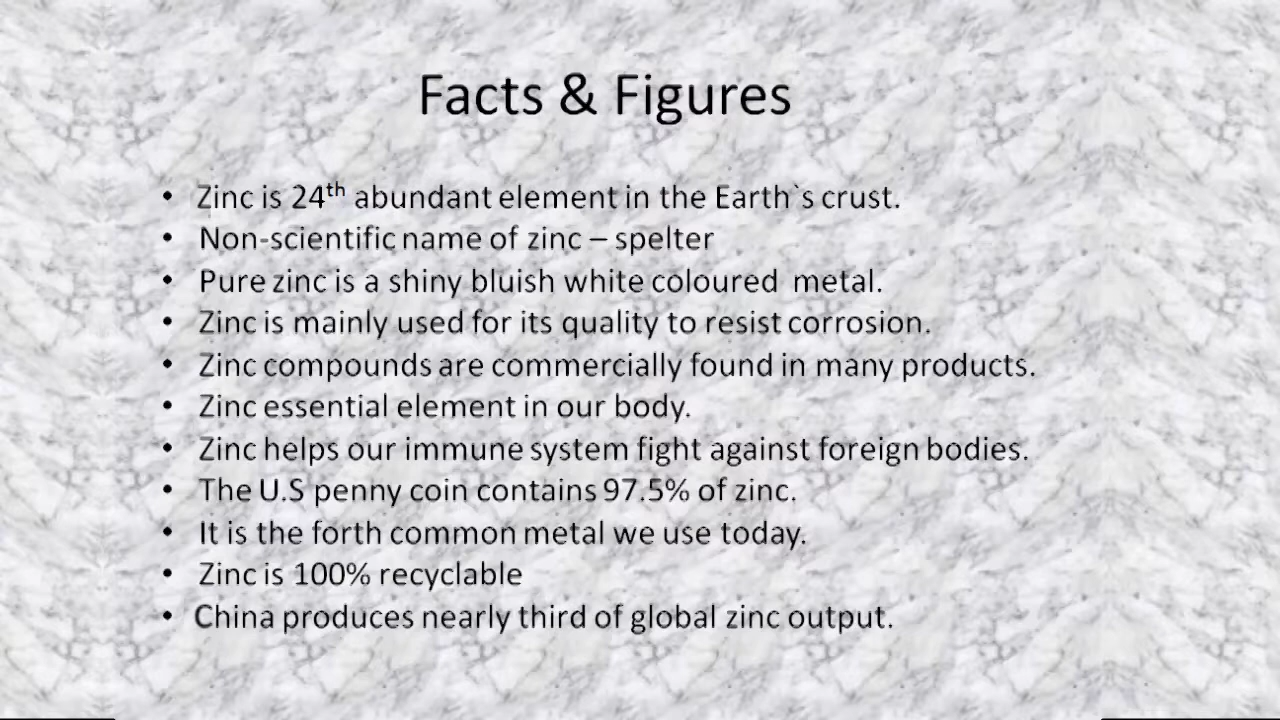 Facts & Figures
• Zinc is 24th abundant element in the Earth`s crust.
• Non-scientific name of zinc – spelter
• Pure zinc is a shiny bluish white coloured metal.
• Zinc is mainly used for its quality to resist corrosion.
• Zinc compounds are commercially found in many products.
• Zinc essential element in our body.
• Zinc helps our immune system fight against foreign bodies.
• The U.S penny coin contains 97.5% of zinc.
• It is the forth common metal we use today.
• Zinc is 100% recyclable
• China produces nearly third of global zinc output.